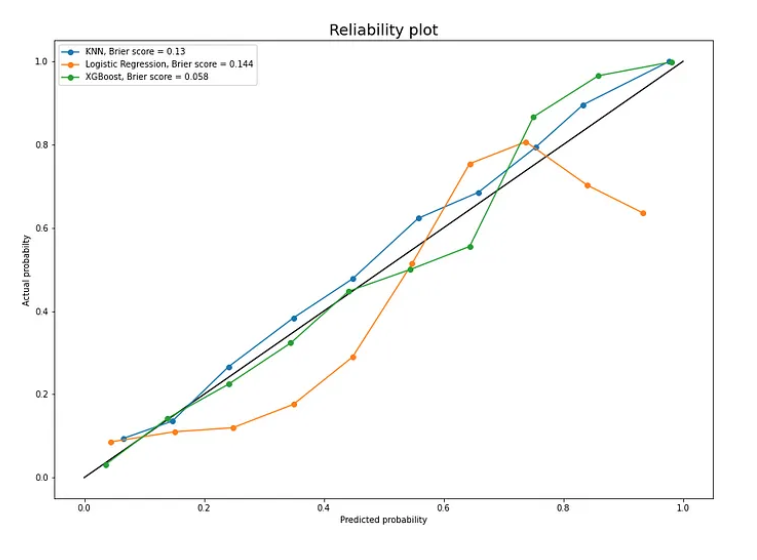 Reliability plot
KNN, Brier score = 0.13
Logistic Regression, Brier score = 0.144
XGBoost, Brier score = 0.058
1.0
0.8
0.6
0.4
0.2
0.0
Actual probabilty
0.0 0.2 0.4 0.6 0.8 1.0
Predicted probability